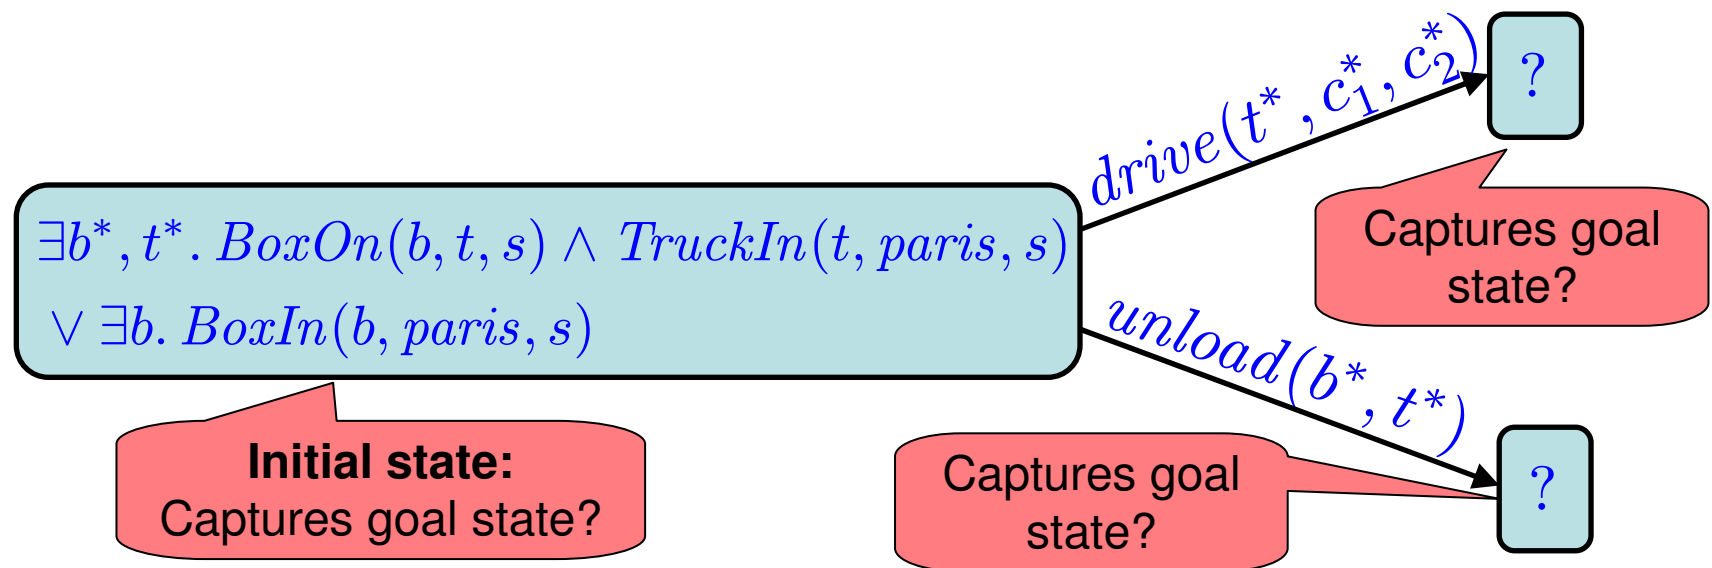 drive(t*, c₁*, c₂*)
?
Captures goal
state?
∃b*, t*. BoxOn(b, t, s) ∧ TruckIn(t, paris, s)
∨ ∃b. BoxIn(b, paris, s)
unload(b*, t*)
Initial state:
Captures goal state?
Captures goal
state?
?